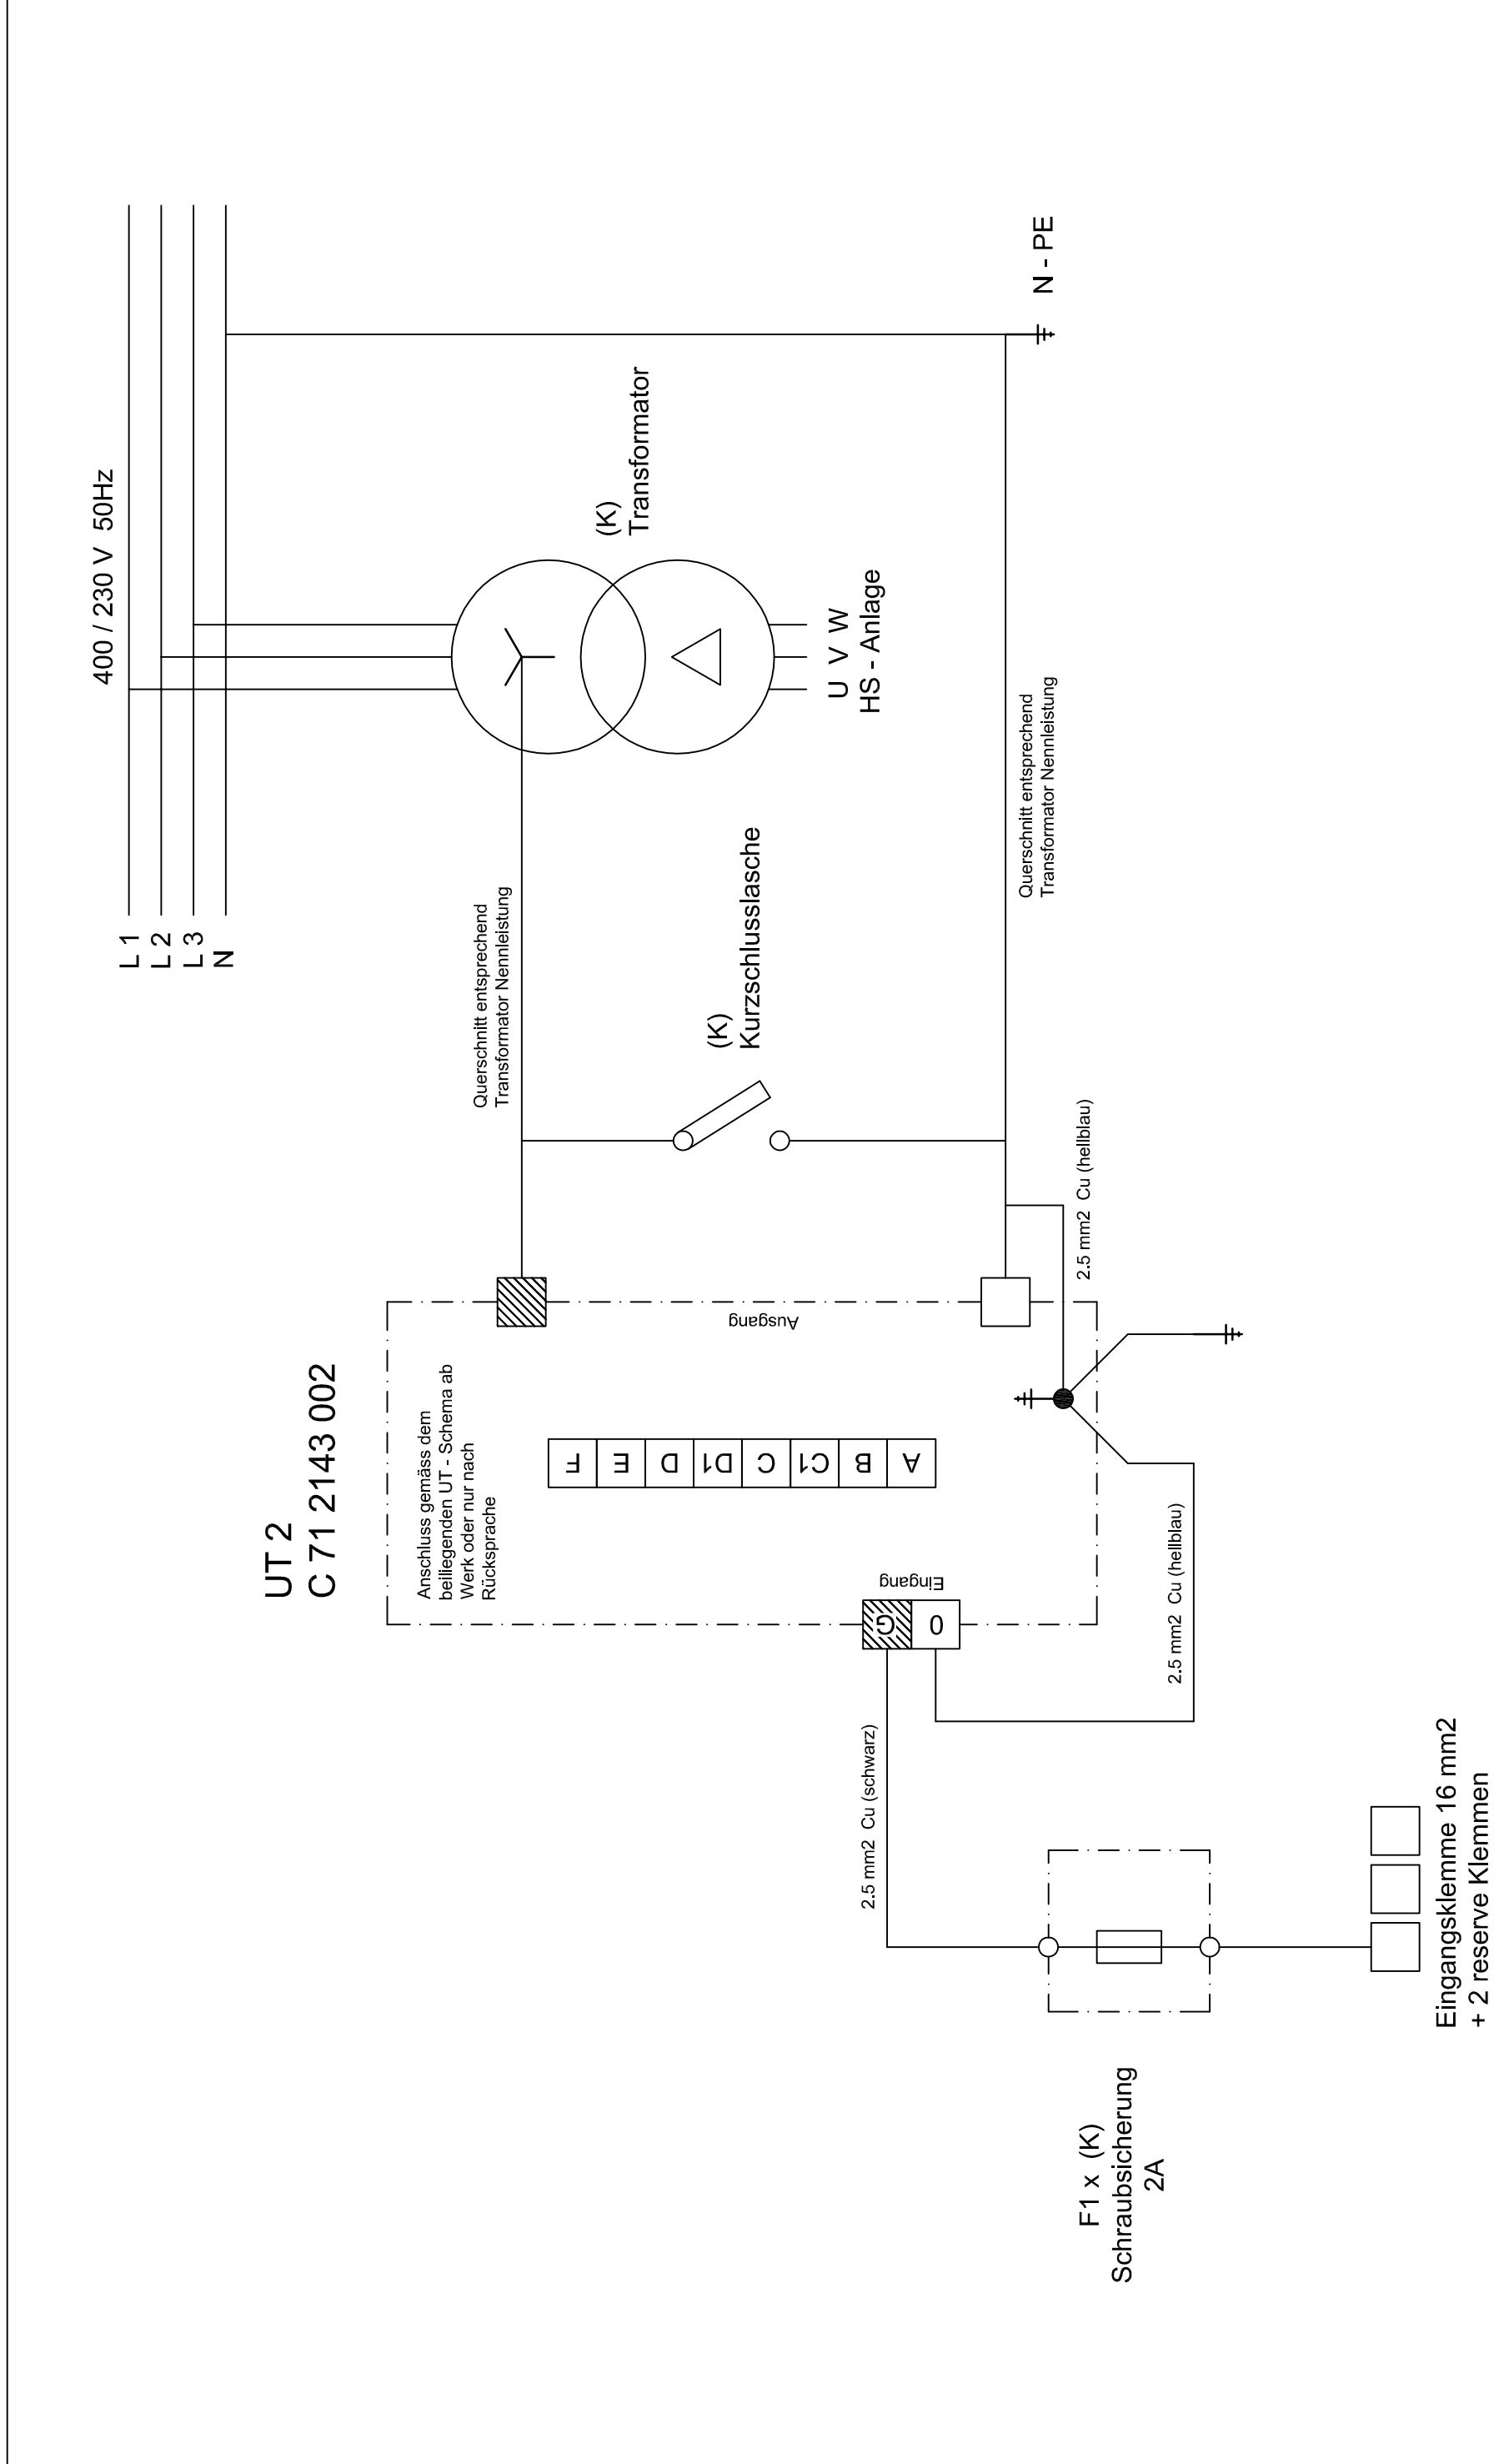 UT 2
C 71 2143 002
400 / 230 V  50Hz
L 1
L 2
L 3
N
Anschluss gemäss dem
beiliegenden UT - Schema ab
Werk oder nur nach
Rücksprache
Querschnitt entsprechend
Transformator Nennleistung
(K)
Transformator
F
E
D
D1
C
C1
B
A
Ausgang
(K)
Kurzschlusslasche
U  V  W
HS - Anlage
Eingang
G
0
2.5 mm2  Cu (schwarz)
Querschnitt entsprechend
Transformator Nennleistung
N - PE
2.5 mm2  Cu (hellblau)
2.5 mm2  Cu (hellblau)
F1 x  (K)
Schraubsicherung
2A
Eingangsklemme 16 mm2
+ 2 reserve Klemmen